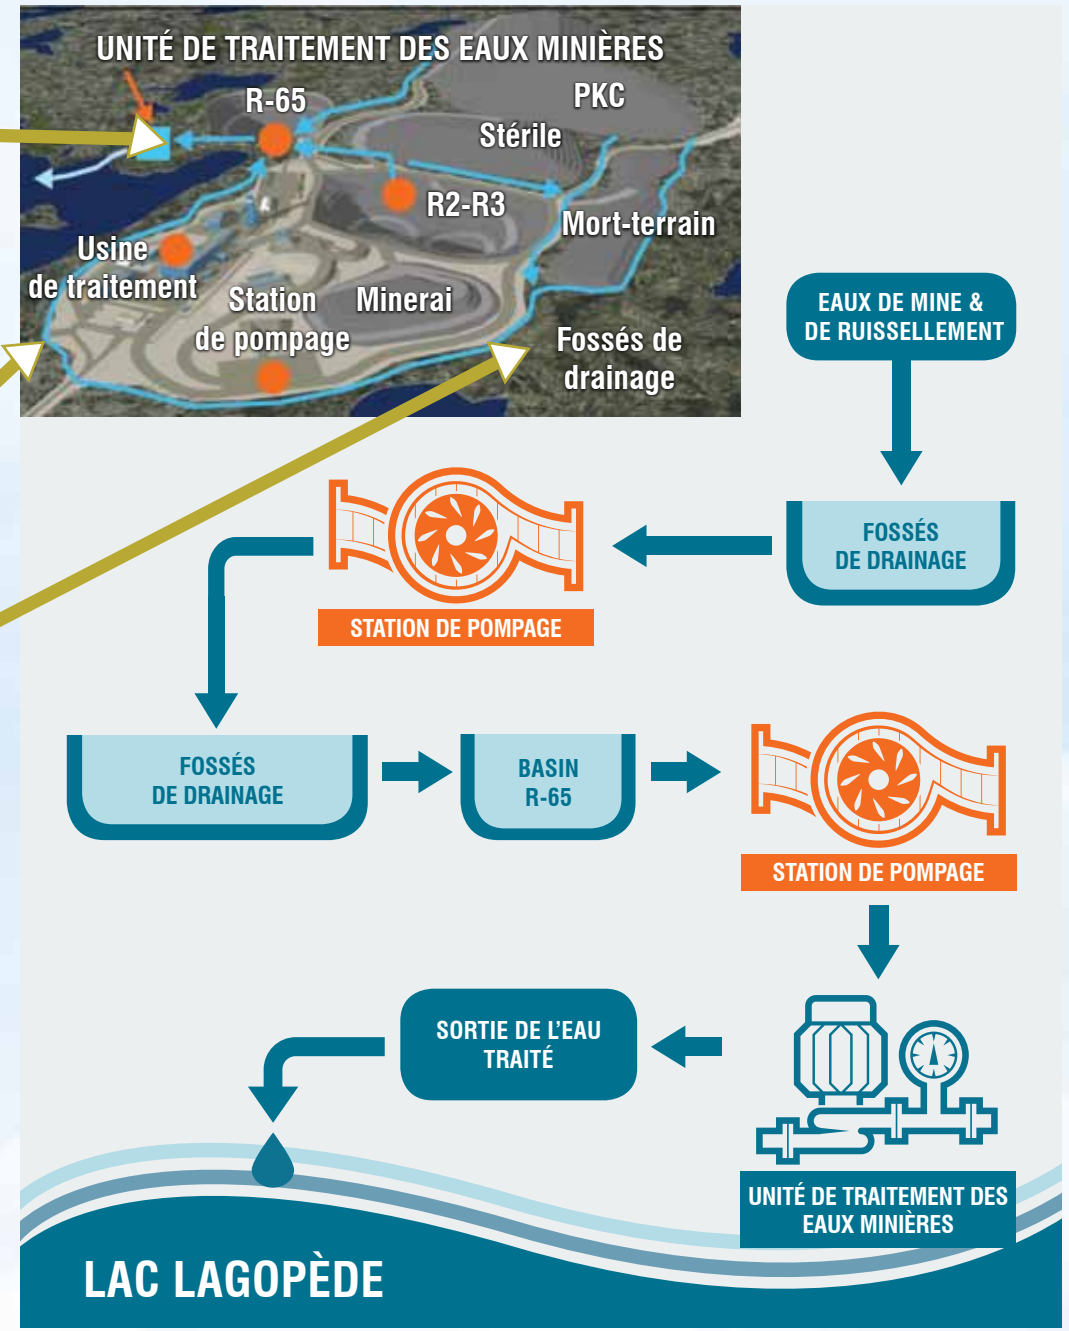 UNITÉ DE TRAITEMENT DES EAUX MINIÈRES
R-65
PKC
Stérile
R2-R3
Mort-terrain
Usine
de traitement
Station
de pompage
Minerai
Fossés de
drainage
EAUX DE MINE &
DE RUISSELLEMENT
FOSSÉS
DE DRAINAGE
STATION DE POMPAGE
FOSSÉS
DE DRAINAGE
BASIN
R-65
STATION DE POMPAGE
SORTIE DE L'EAU
TRAITÉ
UNITÉ DE TRAITEMENT DES
EAUX MINIÈRES
LAC LAGOPÈDE